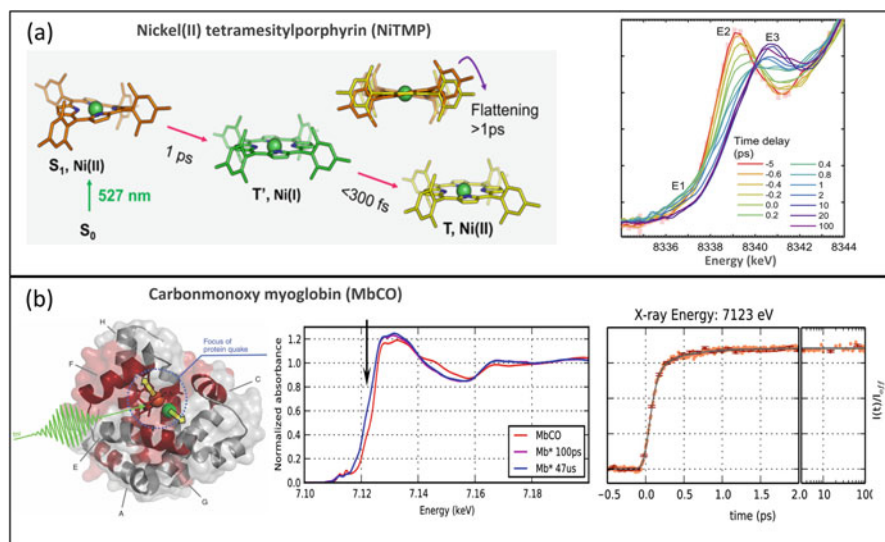 (a)
Nickel(II) tetramesitylporphyrin (NiTMP)
S1, Ni(II)
527 nm
S0
1 ps
T', Ni(I)
<300 fs
T, Ni(II)
Flattening
>1ps
E2
E3
E1
Time delay
(ps)
-5 0.4
-0.6 0.8
-0.4 1
-0.2 2
0.0 10
0.2 20
100
8336 8338 8340 8342 8344
Energy (keV)
(b)
Carbonmonoxy myoglobin (MbCO)
H
Focus of
protein quake
F
C
E
A
G
Normalized absorbance
1.2
1.0
0.8
0.6
0.4
0.2
0.0
MbCO
Mb* 100ps
Mb* 47us
7.10 7.12 7.14 7.16 7.18
Energy (keV)
X-ray Energy: 7123 eV
-0.5 0.0 0.5 1.0 1.5 2.0 10 100
time (ps)